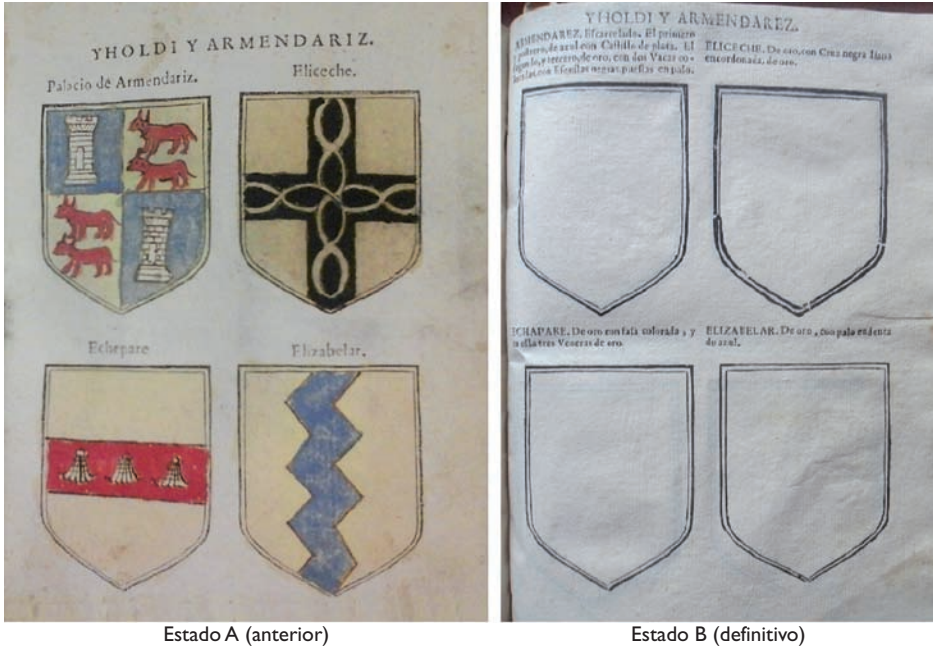 YHOLDI Y ARMENDARIZ.
Palacio de Armendariz.
Eliceche.
Echepare
Elizabelar.
Estado A (anterior)
YHOLDI Y ARMENDAREZ.
ARMENDAREZ. Escartelado. El primero
y postrero, de azul con Castillo de plata. El
segundo, y tercero, de oro, con dos Vacas co-
loradas, con Esquilas negras puestas en palo.
ELICECHE. De oro, con Cruz negra llana
encordonada, de oro.
ECHAPARE. De oro con faja colorada, y
en ella tres Veneras de oro.
ELIZABELAR. De oro, con palo endenta
de azul.
Estado B (definitivo)